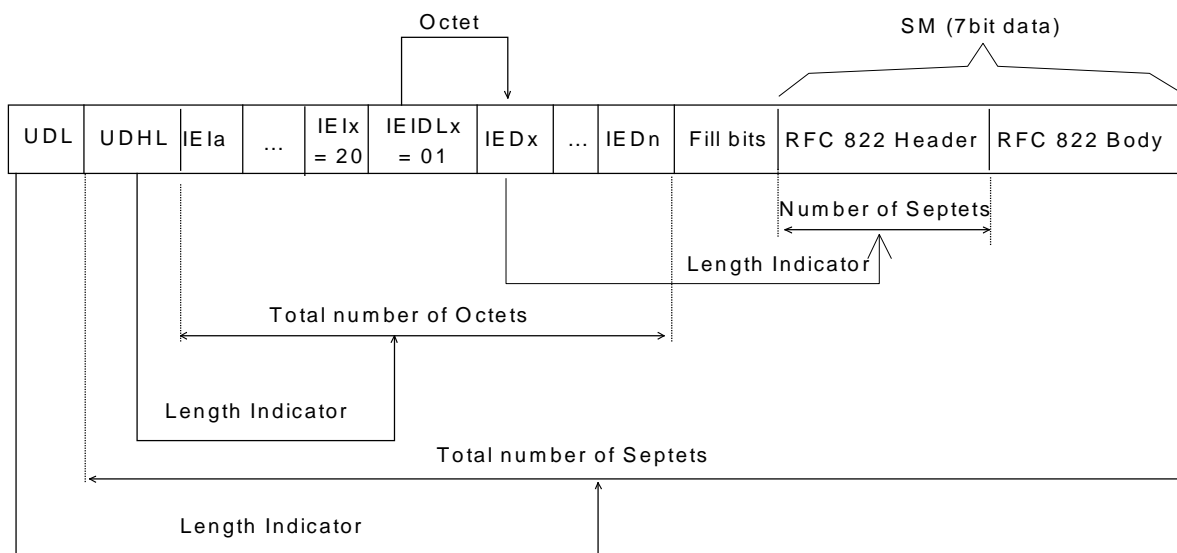 Octet
SM (7bit data)
UDL UDHL IEIa ... IEIx = 20 IEIDLx = 01 IEDx ... IEDn Fill bits RFC 822 Header RFC 822 Body
Number of Septets
Length Indicator
Total number of Octets
Length Indicator
Total number of Septets
Length Indicator